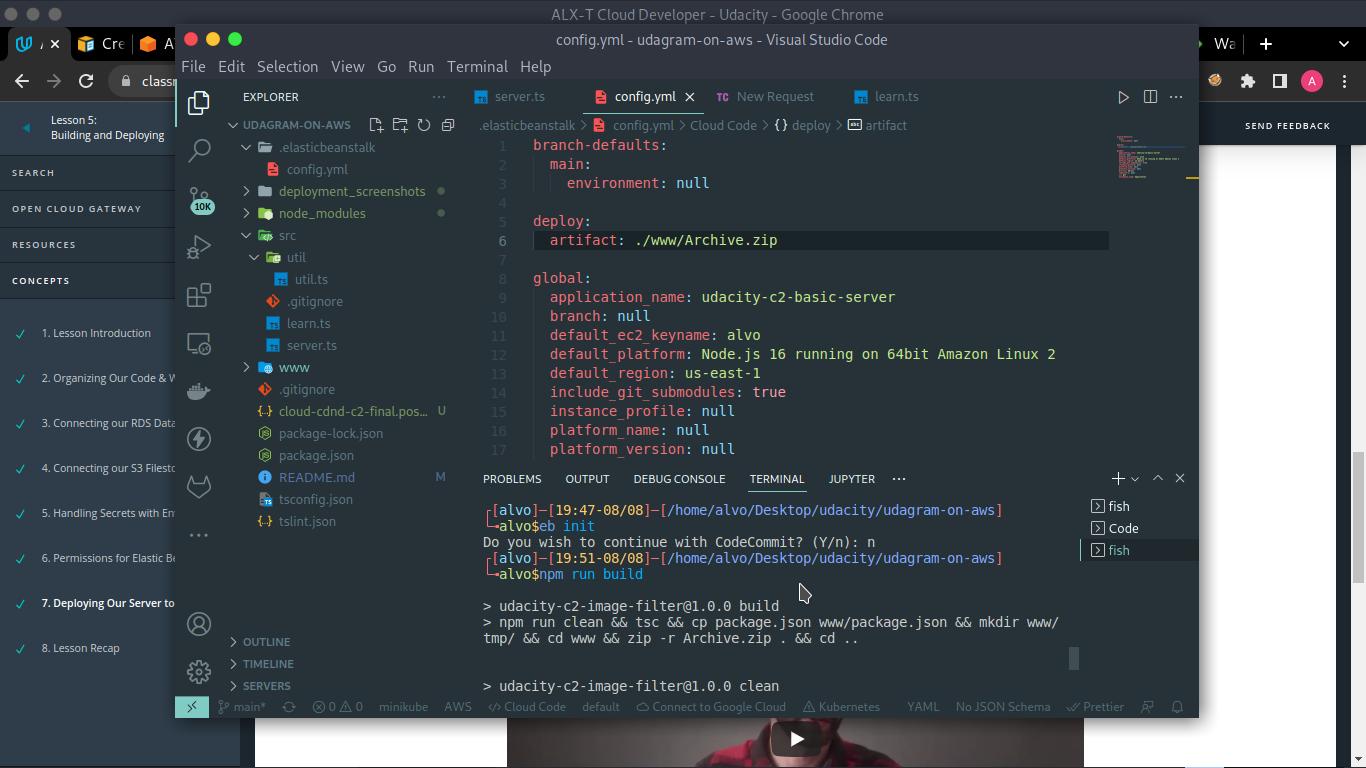 ALX-T Cloud Developer - Udacity - Google Chrome
Cre
Wa
classr
A
Lesson 5:
Building and Deploying
SEND FEEDBACK
SEARCH
OPEN CLOUD GATEWAY
RESOURCES
CONCEPTS
1. Lesson Introduction
2. Organizing Our Code & W
3. Connecting our RDS Data
4. Connecting our S3 Filesto
5. Handling Secrets with En
6. Permissions for Elastic Be
7. Deploying Our Server to
8. Lesson Recap
config.yml - udagram-on-aws - Visual Studio Code
File Edit Selection View Go Run Terminal Help
EXPLORER
UDAGRAM-ON-AWS
.elasticbeanstalk
config.yml
deployment_screenshots
node_modules
src
util
TS util.ts
.gitignore
TS learn.ts
TS server.ts
www
.gitignore
{..} cloud-cdnd-c2-final.pos... U
package-lock.json
package.json
README.md M
tsconfig.json
tslint.json
OUTLINE
TIMELINE
SERVERS
10K
TS server.ts config.yml TC New Request TS learn.ts
.elasticbeanstalk > config.yml > Cloud Code > {} deploy > abc artifact
1 branch-defaults:
2 main:
3 environment: null
4
5 deploy:
6 artifact: ./www/Archive.zip
7
8 global:
9 application_name: udacity-c2-basic-server
10 branch: null
11 default_ec2_keyname: alvo
12 default_platform: Node.js 16 running on 64bit Amazon Linux 2
13 default_region: us-east-1
14 include_git_submodules: true
15 instance_profile: null
16 platform_name: null
17 platform_version: null
PROBLEMS OUTPUT DEBUG CONSOLE TERMINAL JUPYTER ...
[alvo]—[19:47-08/08]—[/home/alvo/Desktop/udacity/udagram-on-aws]
alvo$eb init
Do you wish to continue with CodeCommit? (Y/n): n
[alvo]—[19:51-08/08]—[/home/alvo/Desktop/udacity/udagram-on-aws]
alvo$npm run build
> udacity-c2-image-filter@1.0.0 build
> npm run clean && tsc && cp package.json www/package.json && mkdir www/
tmp/ && cd www && zip -r Archive.zip . && cd ..
> udacity-c2-image-filter@1.0.0 clean
fish
Code
fish
main* 0 0 minikube AWS Cloud Code default Connect to Google Cloud Kubernetes YAML No JSON Schema Prettier